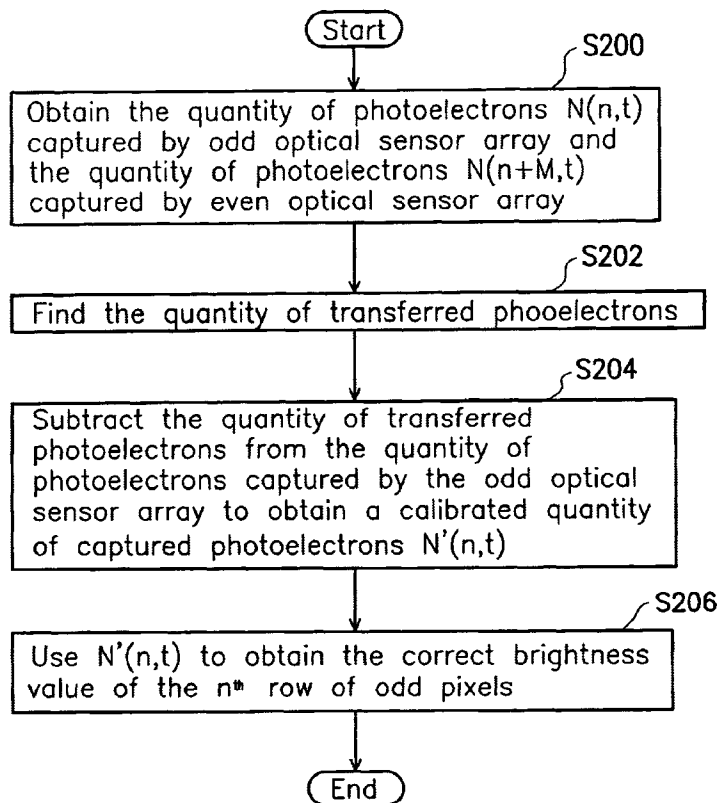 Start
S200
Obtain the quantity of photoelectrons N(n,t)
captured by odd optical sensor array and
the quantity of photoelectrons N(n+M,t)
captured by even optical sensor array
S202
Find the quantity of transferred phooelectrons
S204
Subtract the quantity of transferred
photoelectrons from the quantity of
photoelectrons captured by the odd optical
sensor array to obtain a calibrated quantity
of captured photoelectrons N'(n,t)
S206
Use N'(n,t) to obtain the correct brightness
value of the nth row of odd pixels
End